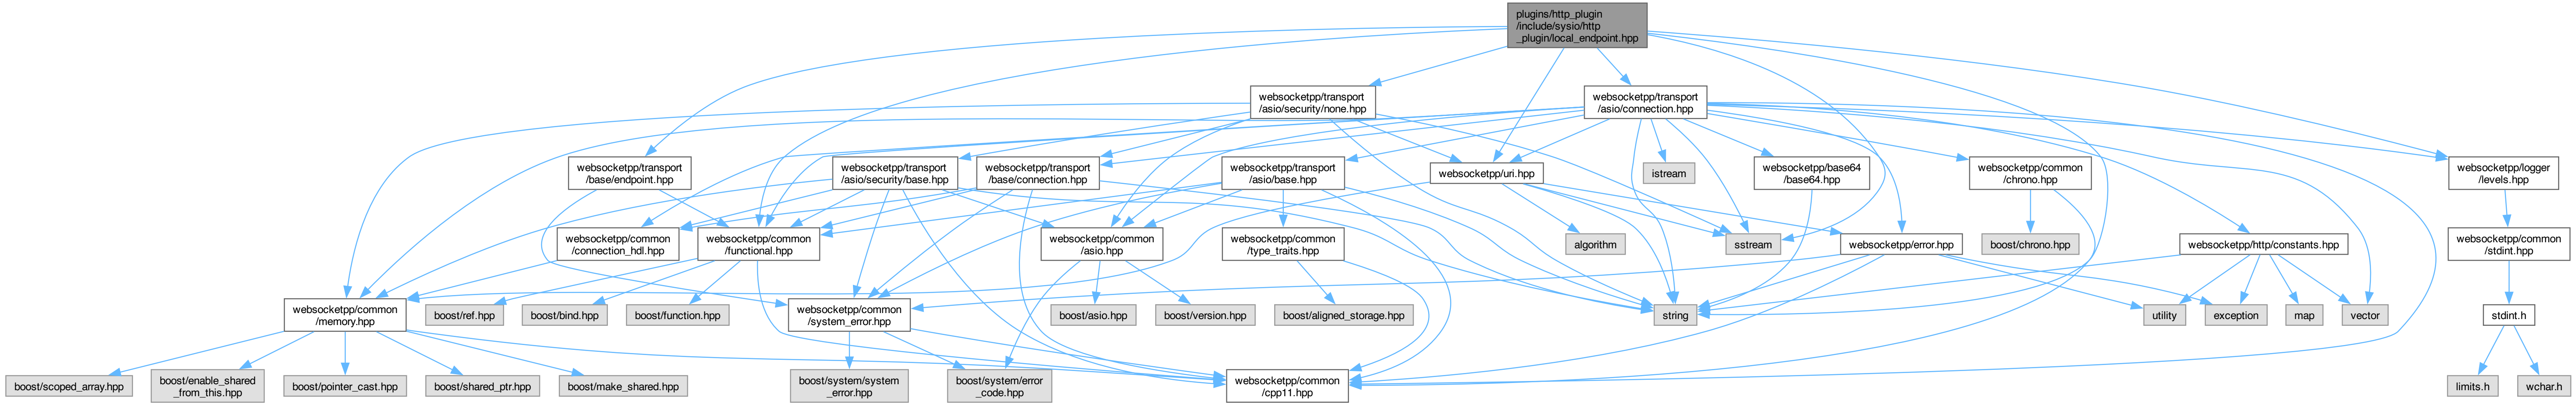 plugins/http_plugin
/include/sysio/http
_plugin/local_endpoint.hpp
websocketpp/transport
/asio/security/none.hpp
websocketpp/transport
/asio/connection.hpp
websocketpp/transport
/base/endpoint.hpp
websocketpp/transport
/asio/security/base.hpp
websocketpp/transport
/base/connection.hpp
websocketpp/transport
/asio/base.hpp
websocketpp/uri.hpp
istream
websocketpp/base64
/base64.hpp
websocketpp/common
/chrono.hpp
websocketpp/logger
/levels.hpp
websocketpp/common
/connection_hdl.hpp
websocketpp/common
/functional.hpp
websocketpp/common
/asio.hpp
websocketpp/common
/type_traits.hpp
algorithm
sstream
websocketpp/error.hpp
boost/chrono.hpp
websocketpp/http/constants.hpp
websocketpp/common
/stdint.hpp
websocketpp/common
/memory.hpp
boost/ref.hpp
boost/bind.hpp
boost/function.hpp
websocketpp/common
/system_error.hpp
boost/asio.hpp
boost/version.hpp
boost/aligned_storage.hpp
string
utility
exception
map
vector
stdint.h
boost/scoped_array.hpp
boost/enable_shared
_from_this.hpp
boost/pointer_cast.hpp
boost/shared_ptr.hpp
boost/make_shared.hpp
boost/system/system
_error.hpp
boost/system/error
_code.hpp
websocketpp/common
/cpp11.hpp
limits.h
wchar.h